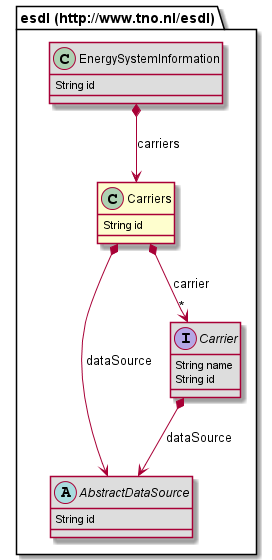 esdl (http://www.tno.nl/esdl)
C EnergySystemInformation
String id
carriers
C Carriers
String id
carrier
*
I Carrier
String name
String id
dataSource
dataSource
A AbstractDataSource
String id